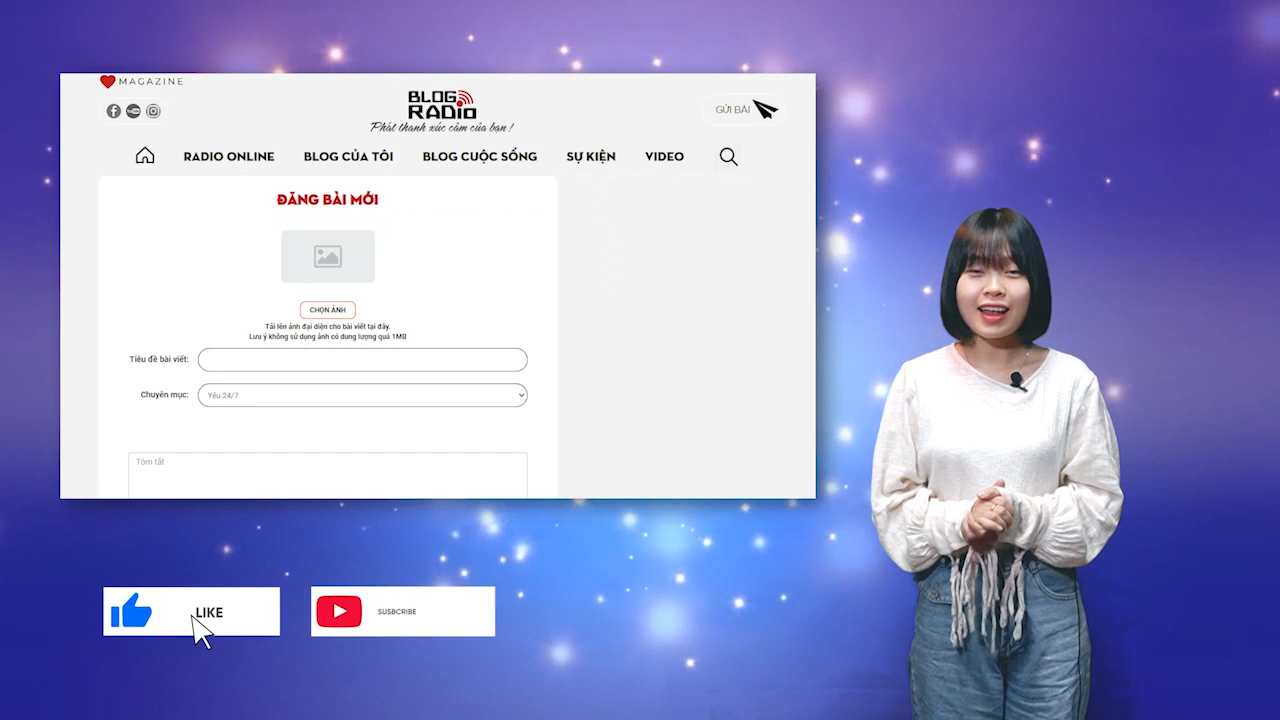 MAGAZINE
BLOG
RADIO
Phát thanh xúc cảm của bạn !
GỬI BÀI
RADIO ONLINE
BLOG CỦA TÔI
BLOG CUỘC SỐNG
SỰ KIỆN
VIDEO
ĐĂNG BÀI MỚI
CHỌN ẢNH
Tải lên ảnh đại diện cho bài viết tại đây.
Lưu ý không sử dụng ảnh có dung lượng quá 1MB
Tiêu đề bài viết:
Chuyên mục:
Yêu 24/7
Tóm tắt
LIKE
SUSBCRIBE